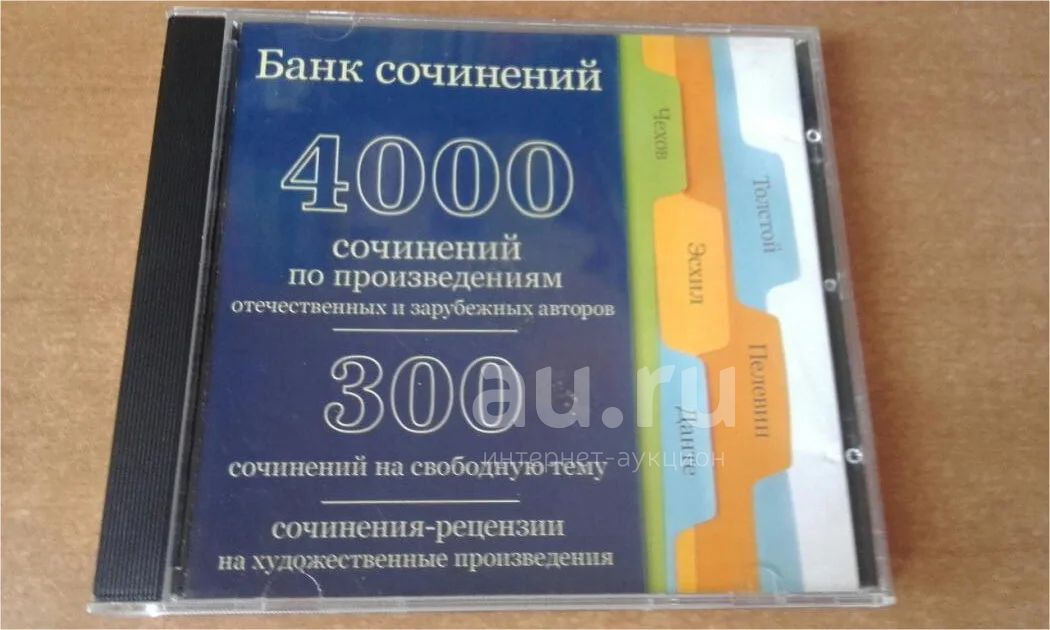 Банк сочинений
4000
сочинений
по произведениям
отечественных и зарубежных авторов
300
сочинений на свободную тему
сочинения-рецензии
на художественные произведения
Чехов
Толстой
Эсхил
Пелевин
Данте
au.ru
интернет-аукцион